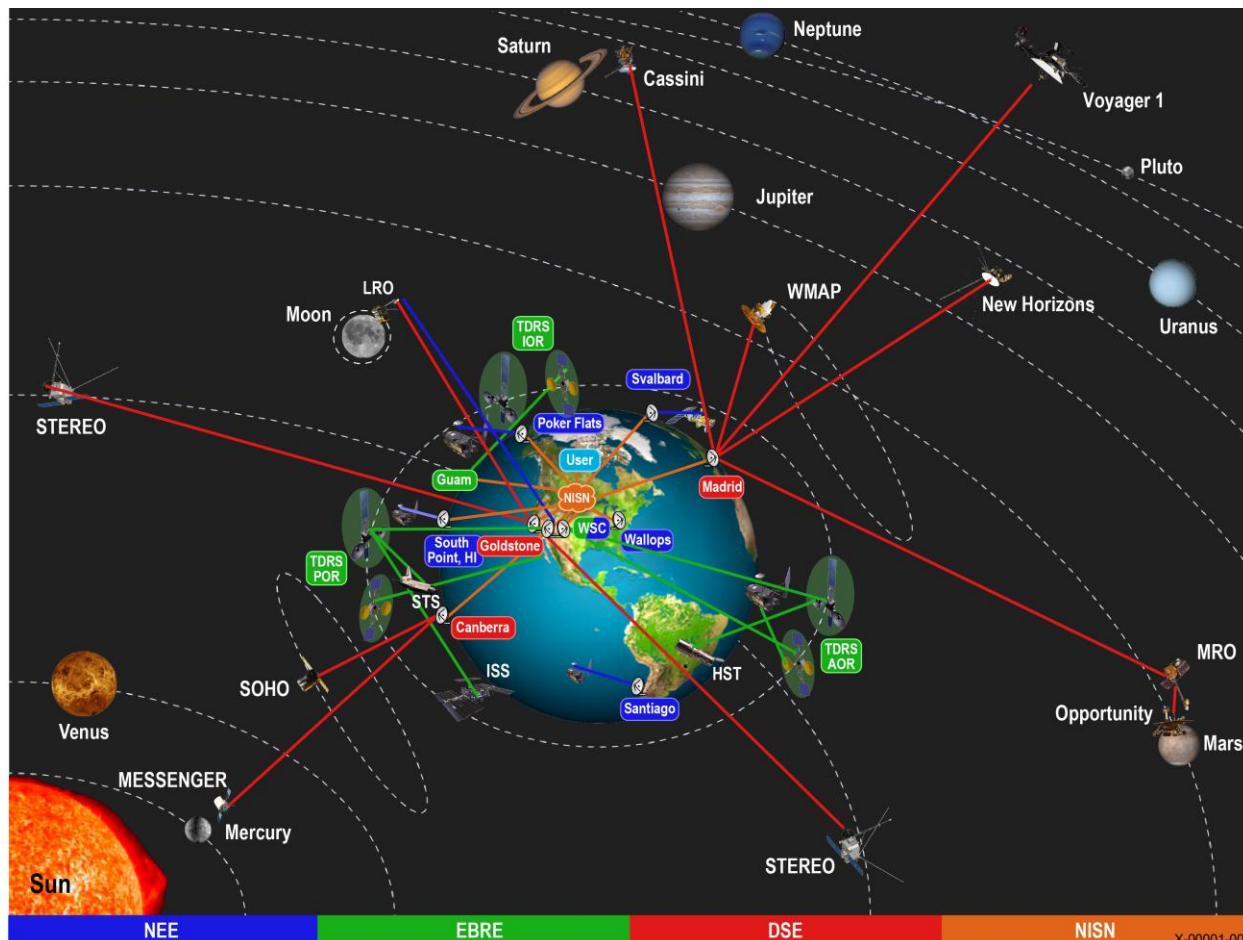 Neptune
Saturn
Cassini
Voyager 1
Pluto
Jupiter
LRO
WMAP
New Horizons
Moon
Uranus
TDRS
IOR
Svalbard
STEREO
Poker Flats
User
Guam
Madrid
NISN
WSC
South
Point, HI
Goldstone
Wallops
TDRS
POR
STS
Canberra
TDRS
AOR
MRO
ISS
HST
SOHO
Santiago
Opportunity
Venus
Mars
MESSENGER
Mercury
STEREO
Sun
NEE
EBRE
DSE
NISN